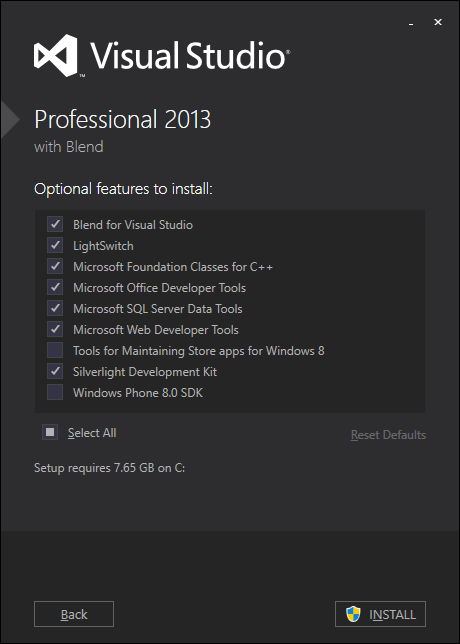 Visual Studio®
™
Professional 2013
with Blend
Optional features to install:
Blend for Visual Studio
LightSwitch
Microsoft Foundation Classes for C++
Microsoft Office Developer Tools
Microsoft SQL Server Data Tools
Microsoft Web Developer Tools
Tools for Maintaining Store apps for Windows 8
Silverlight Development Kit
Windows Phone 8.0 SDK
Select All
Reset Defaults
Setup requires 7.65 GB on C:
Back
INSTALL